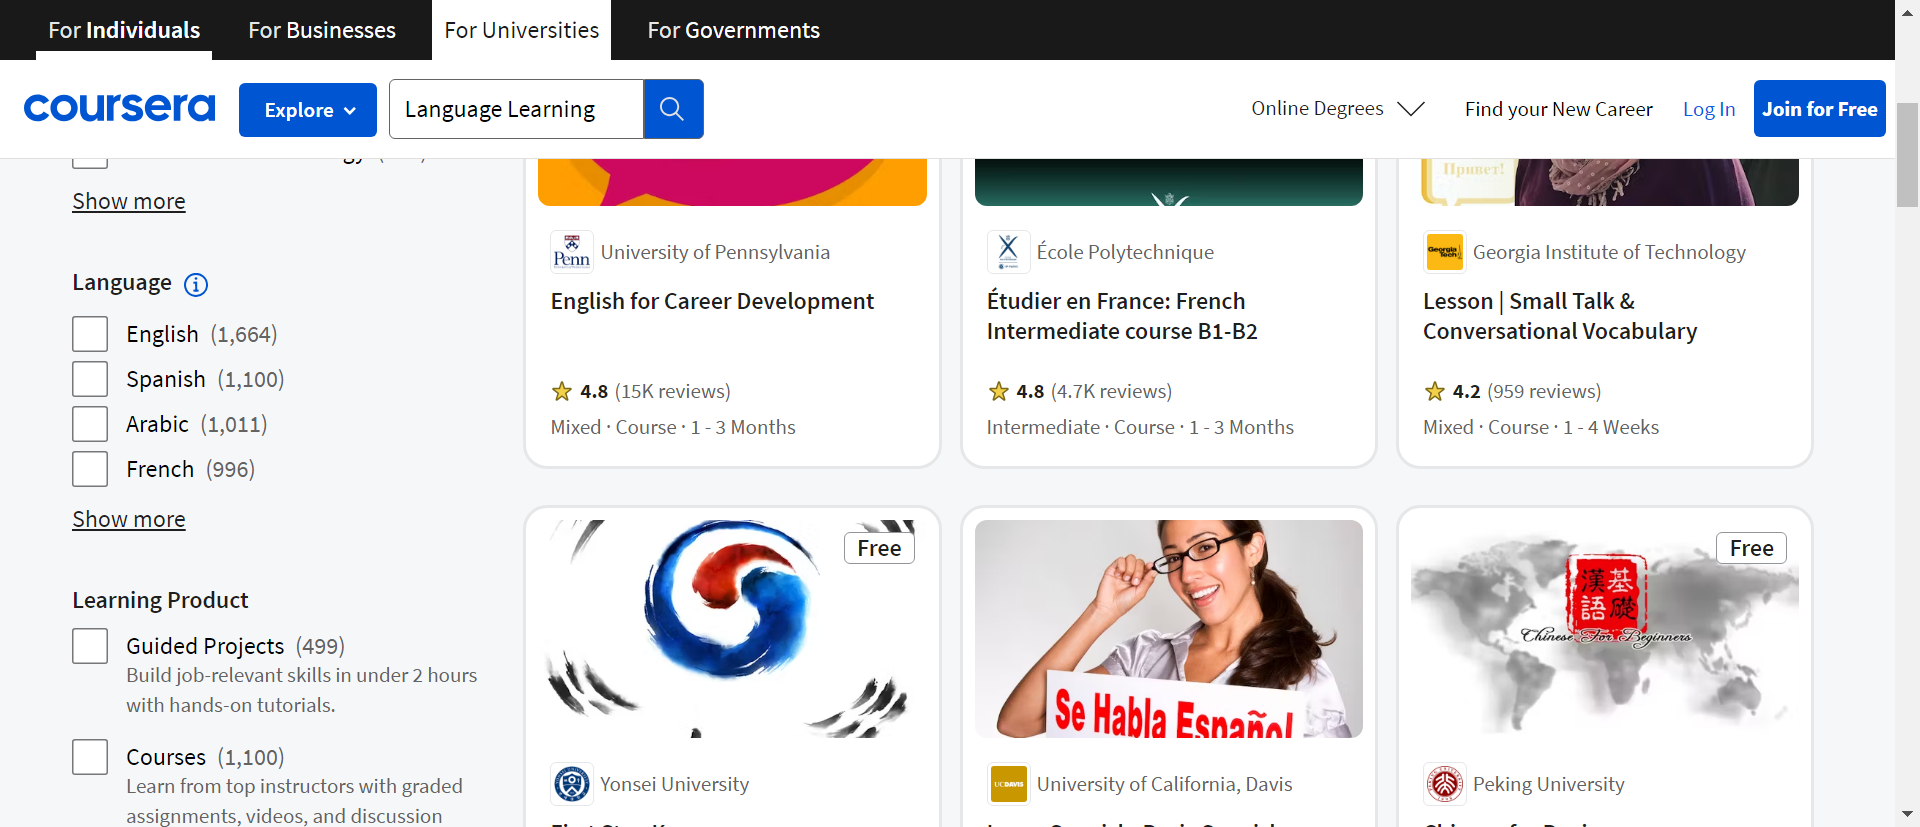 For Individuals
For Businesses
For Universities
For Governments
coursera
Explore
Language Learning
Online Degrees
Find your New Career
Log In
Join for Free
Show more
Language
English (1,664)
Spanish (1,100)
Arabic (1,011)
French (996)
Show more
Learning Product
Guided Projects (499)
Build job-relevant skills in under 2 hours
with hands-on tutorials.
Courses (1,100)
Learn from top instructors with graded
assignments, videos, and discussion
Penn
University of Pennsylvania
English for Career Development
4.8 (15K reviews)
Mixed · Course · 1 - 3 Months
École Polytechnique
Étudier en France: French
Intermediate course B1-B2
4.8 (4.7K reviews)
Intermediate · Course · 1 - 3 Months
Привет!
Georgia Tech
Georgia Institute of Technology
Lesson | Small Talk &
Conversational Vocabulary
4.2 (959 reviews)
Mixed · Course · 1 - 4 Weeks
Free
Yonsei University
Se Habla Español
UCDAVIS
University of California, Davis
Free
漢基
語礎
Chinese For Beginners
Peking University